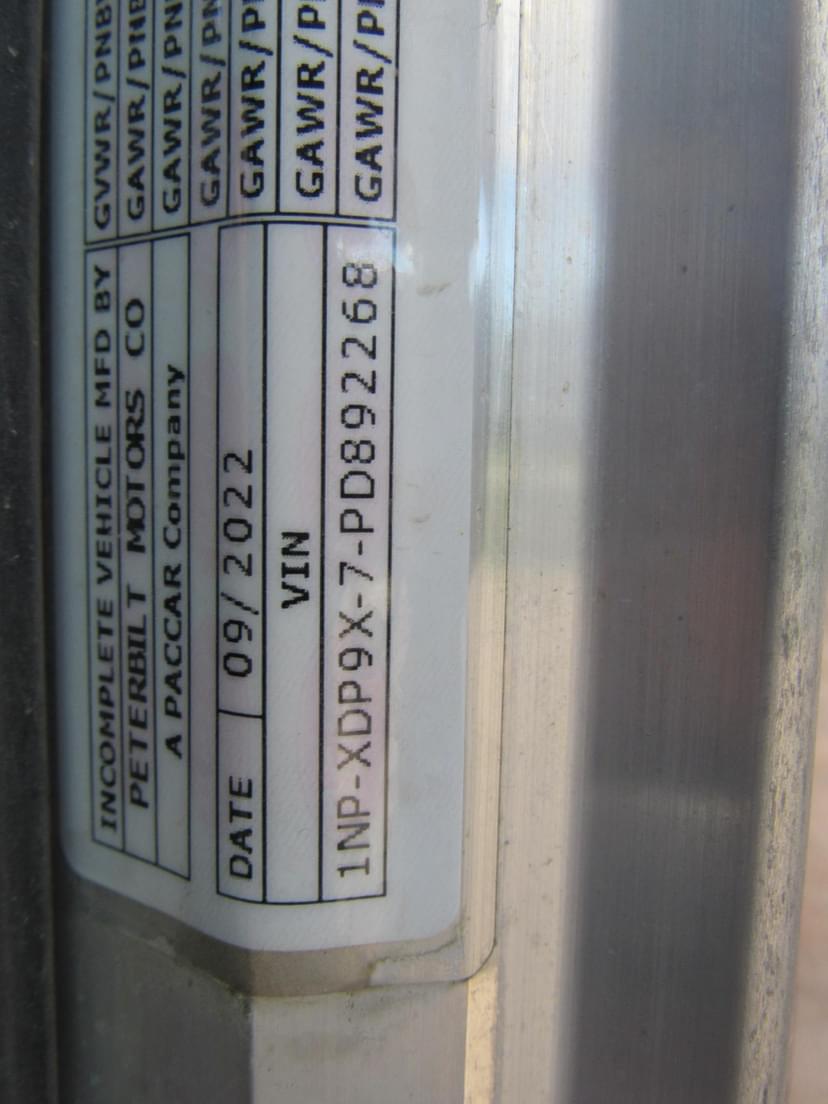 INCOMPLETE VEHICLE MFD BY
PETERBILT MOTORS CO
A PACCAR Company
DATE 09/2022
VIN
1NP-XDP9X-7-PD892268
GVWR/PNBV
GAWR/PNB
GAWR/PN
GAWR/PN
GAWR/P
GAWR/P
GAWR/P